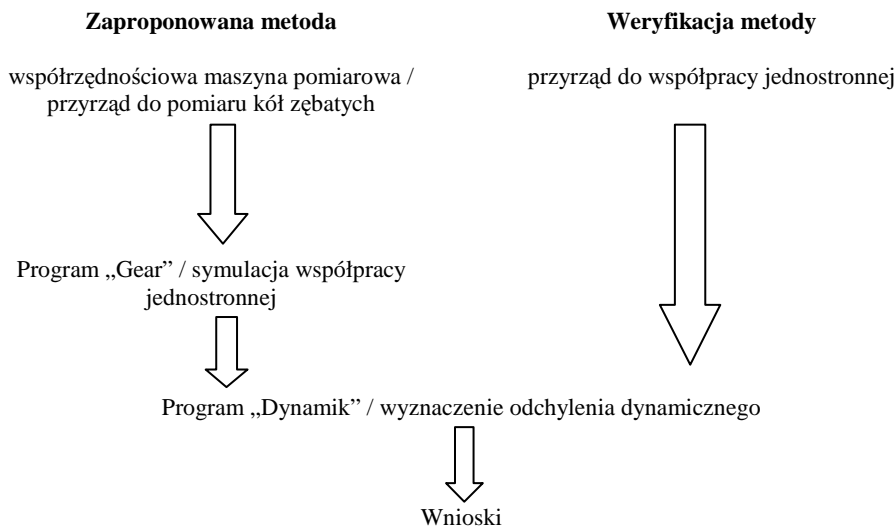 Zaproponowana metoda
współrzędnościowa maszyna pomiarowa /
przyrząd do pomiaru kół zębatych
Weryfikacja metody
przyrząd do współpracy jednostronnej
Program „Gear” / symulacja współpracy
jednostronnej
Program „Dynamik” / wyznaczenie odchylenia dynamicznego
Wnioski